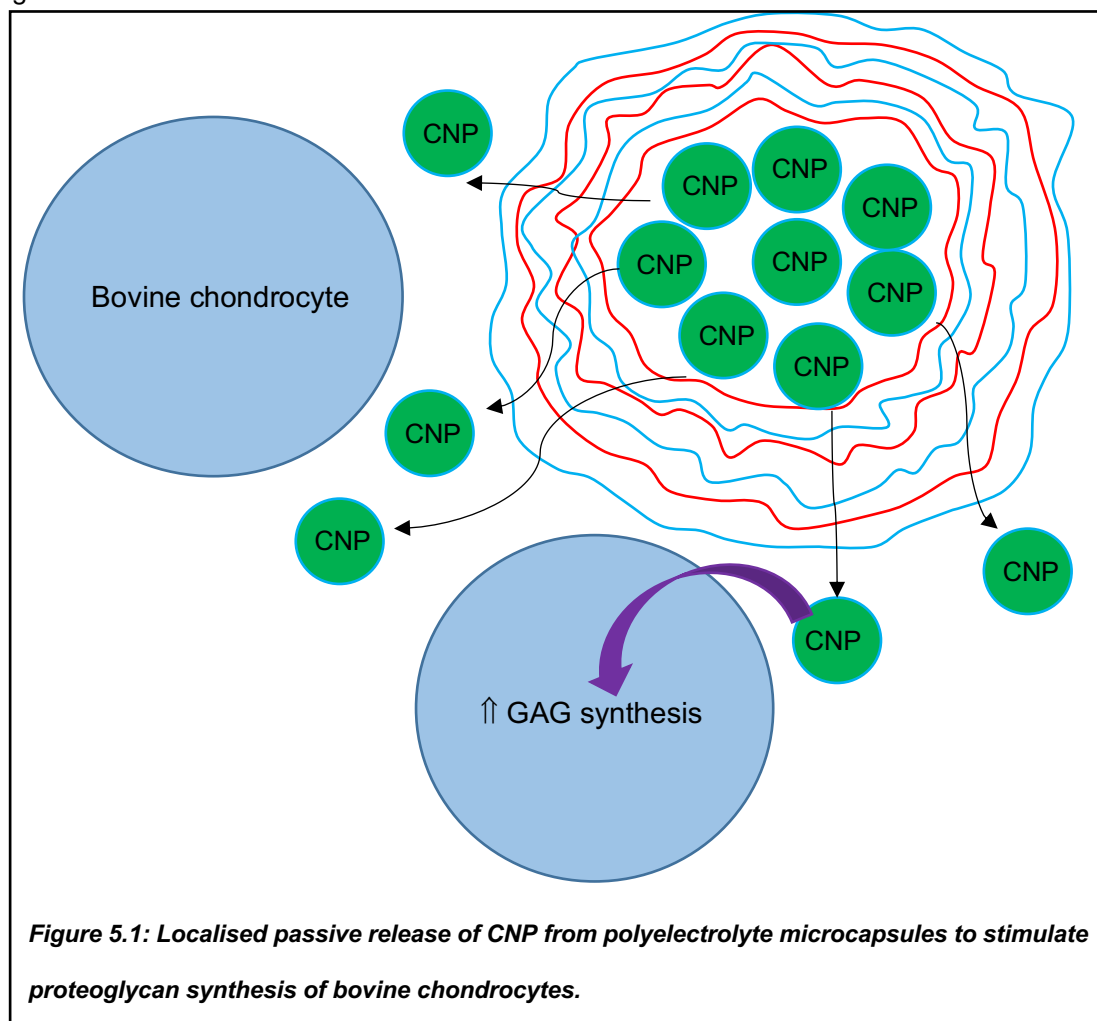 CNP
CNP
CNP
CNP
CNP
CNP
CNP
CNP
CNP
Bovine chondrocyte
CNP
CNP
CNP
CNP
CNP
⇑ GAG synthesis
Figure 5.1: Localised passive release of CNP from polyelectrolyte microcapsules to stimulate
proteoglycan synthesis of bovine chondrocytes.